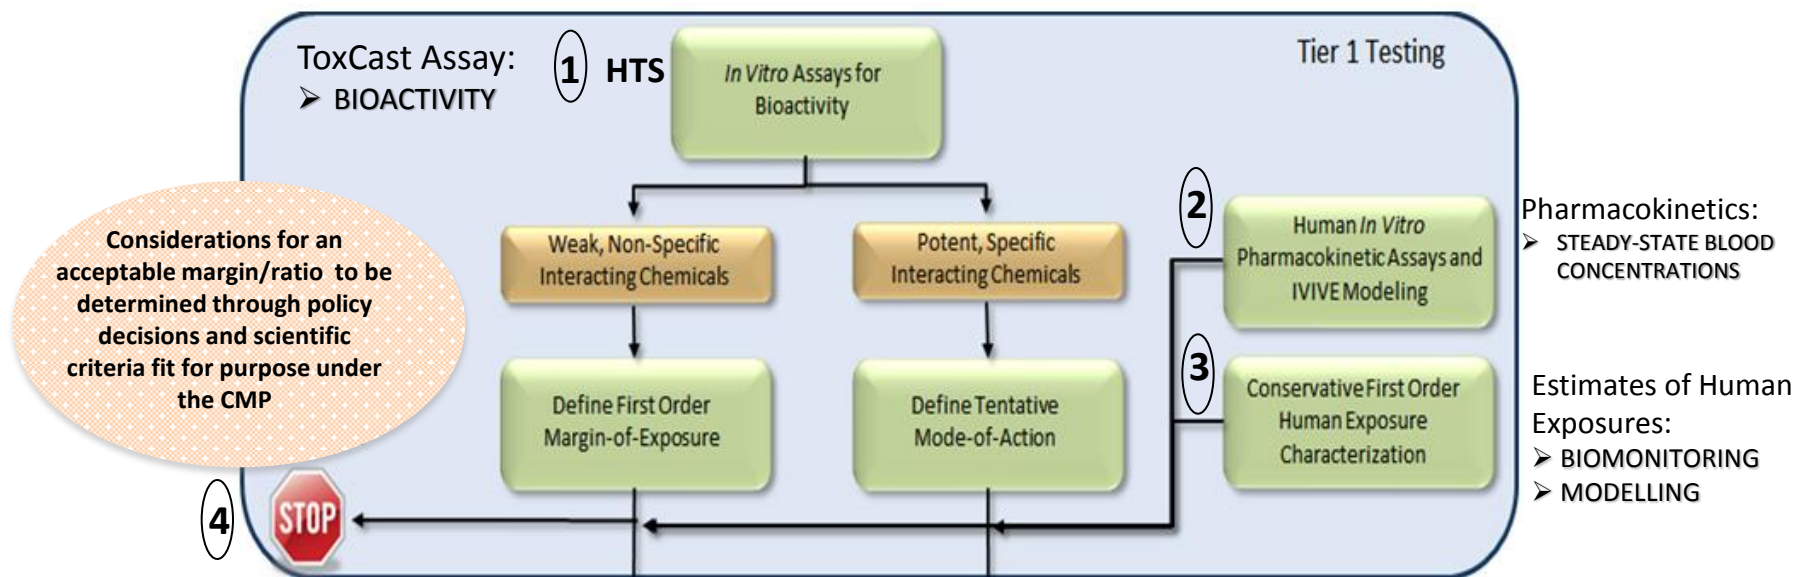 ToxCast Assay:
➢ BIOACTIVITY
1 HTS
In Vitro Assays for
Bioactivity
Tier 1 Testing
Considerations for an
acceptable margin/ratio to be
determined through policy
decisions and scientific
criteria fit for purpose under
the CMP
Weak, Non-Specific
Interacting Chemicals
Potent, Specific
Interacting Chemicals
2
Human In Vitro
Pharmacokinetic Assays and
IVIVE Modeling
Pharmacokinetics:
➢ STEADY-STATE BLOOD
CONCENTRATIONS
Define First Order
Margin-of-Exposure
Define Tentative
Mode-of-Action
3
Conservative First Order
Human Exposure
Characterization
Estimates of Human
Exposures:
➢ BIOMONITORING
➢ MODELLING
4
STOP